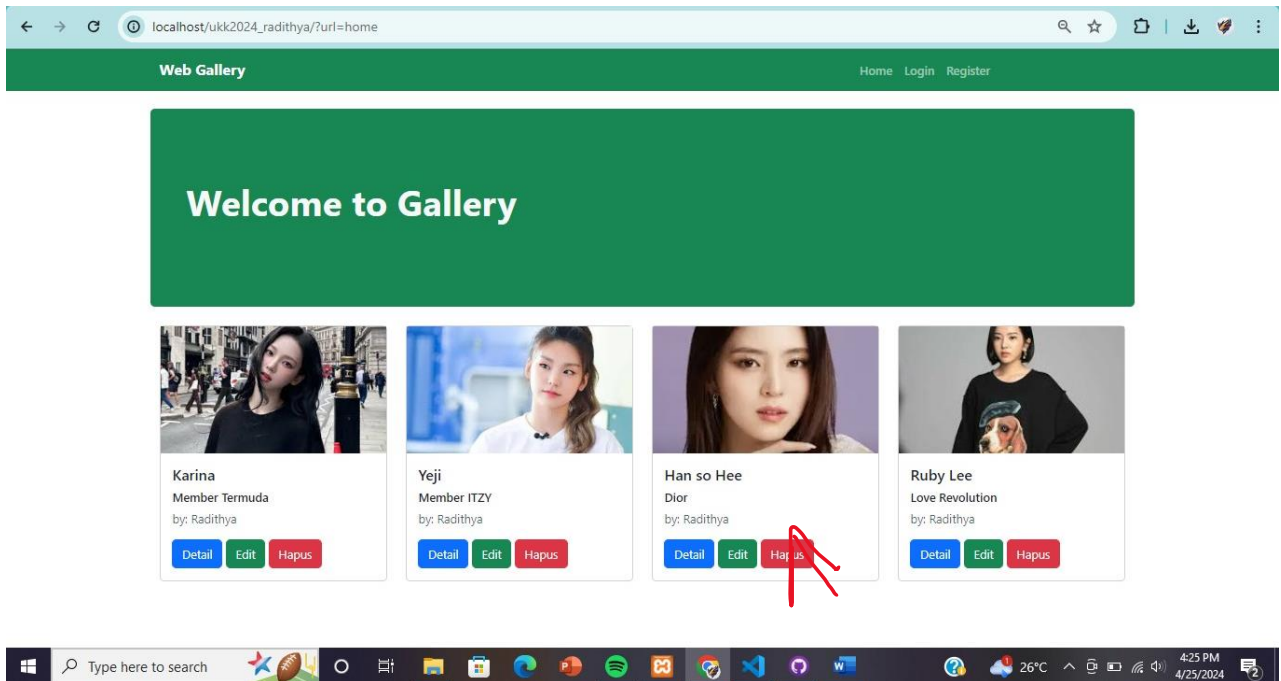 localhost/ukk2024_radithya/?url=home
Web Gallery
Home Login Register
Welcome to Gallery
Karina
Member Termuda
by: Radithya
Detail Edit Hapus
Yeji
Member ITZY
by: Radithya
Detail Edit Hapus
Han so Hee
Dior
by: Radithya
Detail Edit Hapus
Ruby Lee
Love Revolution
by: Radithya
Detail Edit Hapus
Type here to search
26°C
4:25 PM
4/25/2024
2